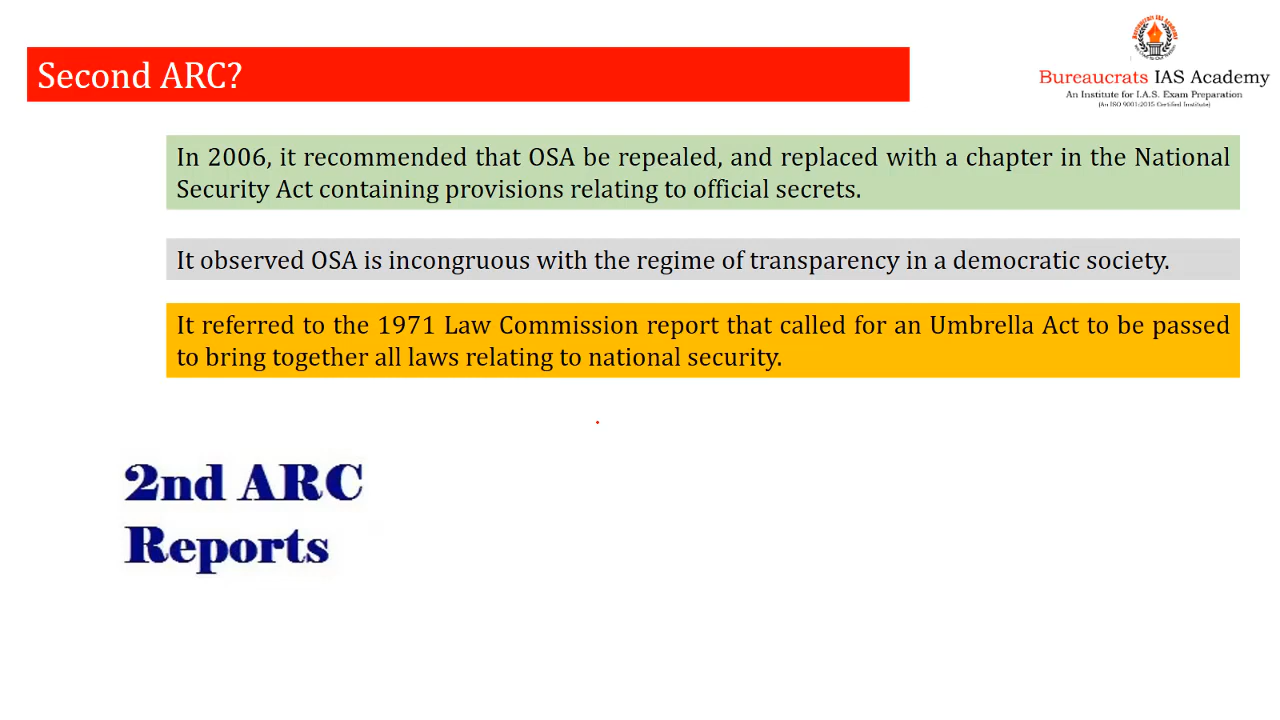 Second ARC?
Bureaucrats IAS Academy
An Institute for I.A.S. Exam Preparation
(An ISO 9001:2015 Certified Institute)
In 2006, it recommended that OSA be repealed, and replaced with a chapter in the National
Security Act containing provisions relating to official secrets.
It observed OSA is incongruous with the regime of transparency in a democratic society.
It referred to the 1971 Law Commission report that called for an Umbrella Act to be passed
to bring together all laws relating to national security.
2nd ARC
Reports